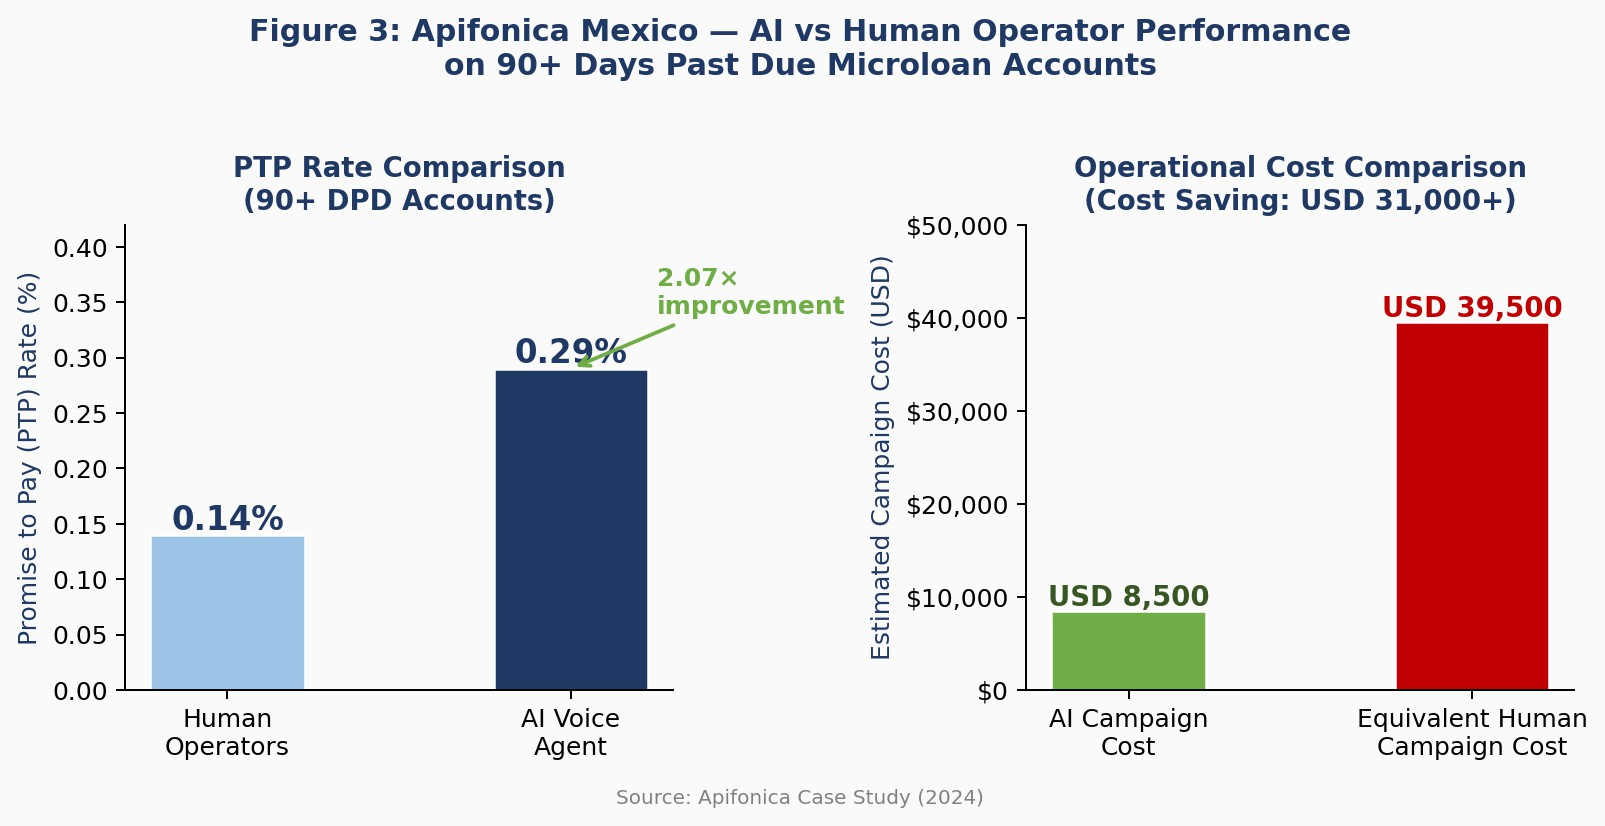 Figure 3: Apifonica Mexico — AI vs Human Operator Performance
on 90+ Days Past Due Microloan Accounts
PTP Rate Comparison
(90+ DPD Accounts)
Promise to Pay (PTP) Rate (%)
0.40
0.35
0.30
0.25
0.20
0.15
0.10
0.05
0.00
2.07×
improvement
0.29%
0.14%
Human
Operators
AI Voice
Agent
Operational Cost Comparison
(Cost Saving: USD 31,000+)
Estimated Campaign Cost (USD)
$50,000
$40,000
$30,000
$20,000
$10,000
$0
USD 39,500
USD 8,500
AI Campaign
Cost
Equivalent Human
Campaign Cost
Source: Apifonica Case Study (2024)